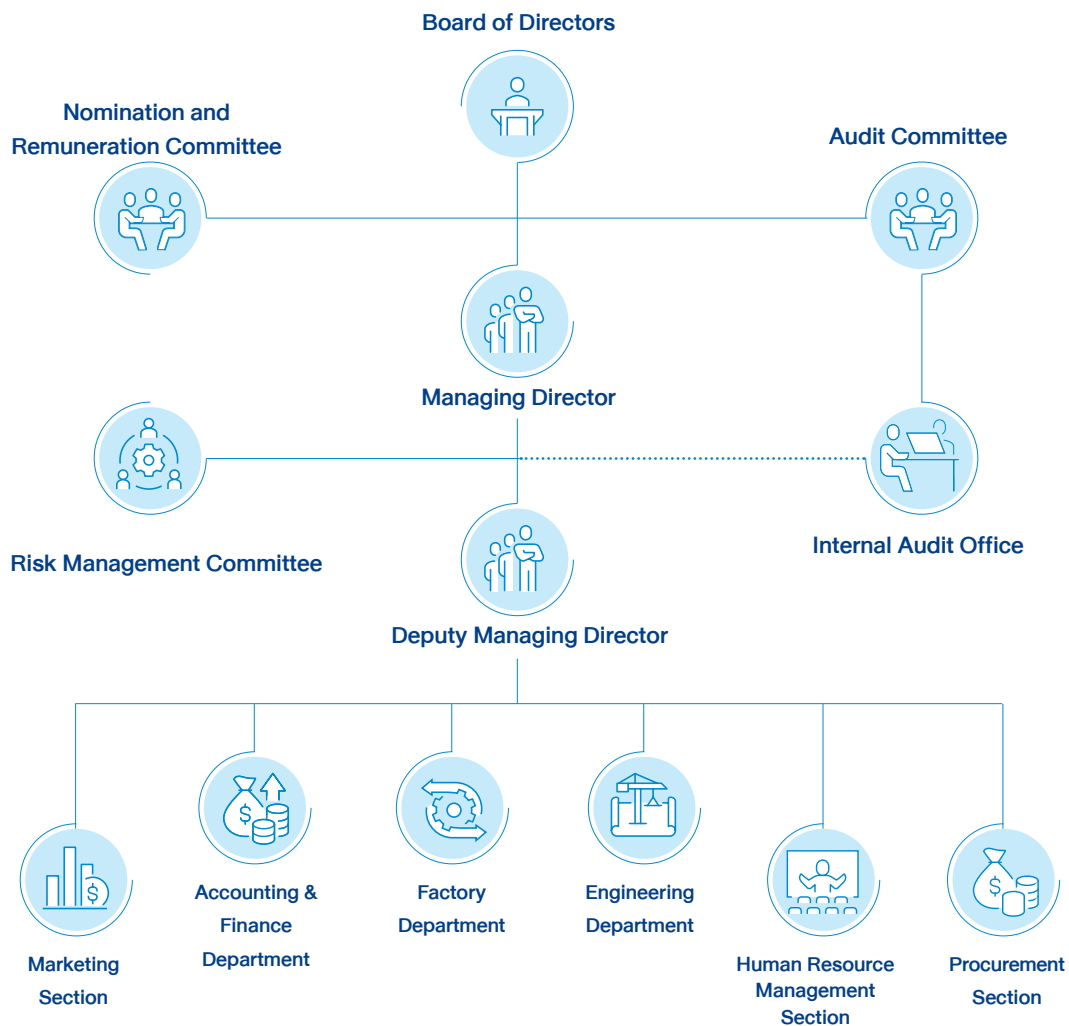 Board of Directors
Nomination and
Remuneration Committee
Audit Committee
Managing Director
Risk Management Committee
Internal Audit Office
Deputy Managing Director
Marketing
Section
Accounting &
Finance
Department
Factory
Department
Engineering
Department
Human Resource
Management
Section
Procurement
Section
$
$
$